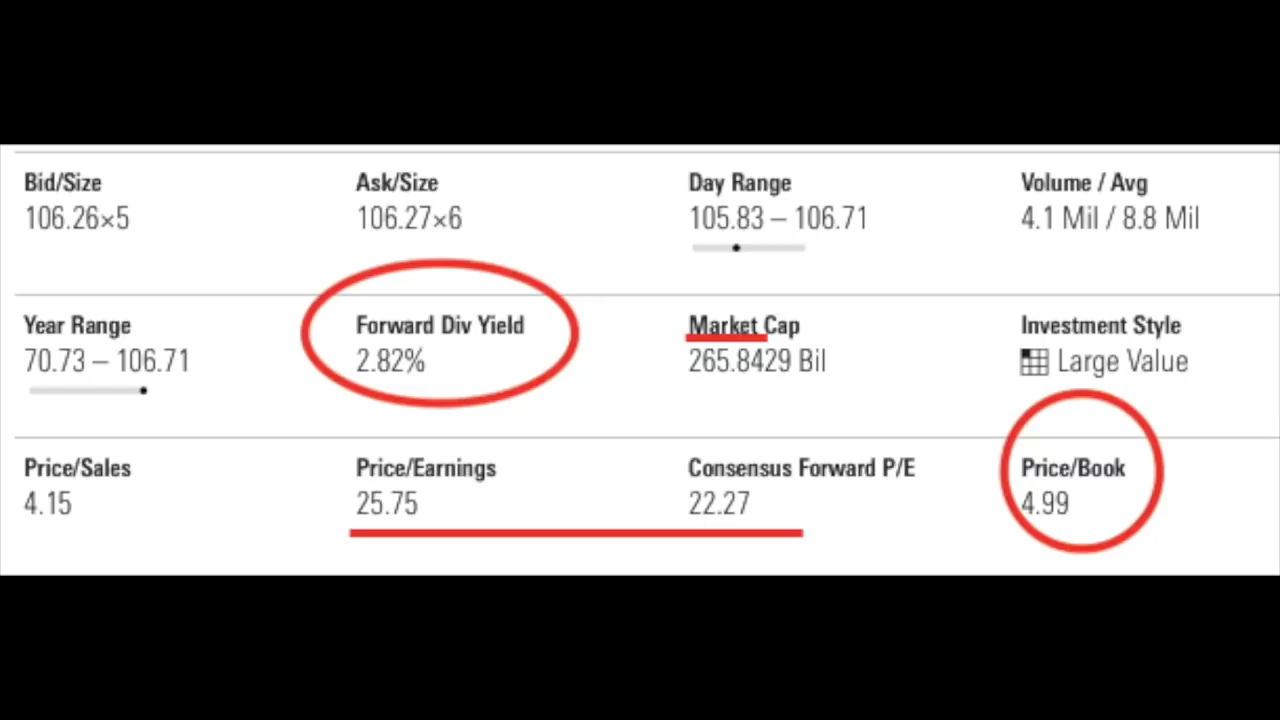 Bid/Size
106.26×5
Ask/Size
106.27×6
Day Range
105.83 – 106.71
Volume / Avg
4.1 Mil / 8.8 Mil
Year Range
70.73 – 106.71
Forward Div Yield
2.82%
Market Cap
265.8429 Bil
Investment Style
Large Value
Price/Sales
4.15
Price/Earnings
25.75
Consensus Forward P/E
22.27
Price/Book
4.99